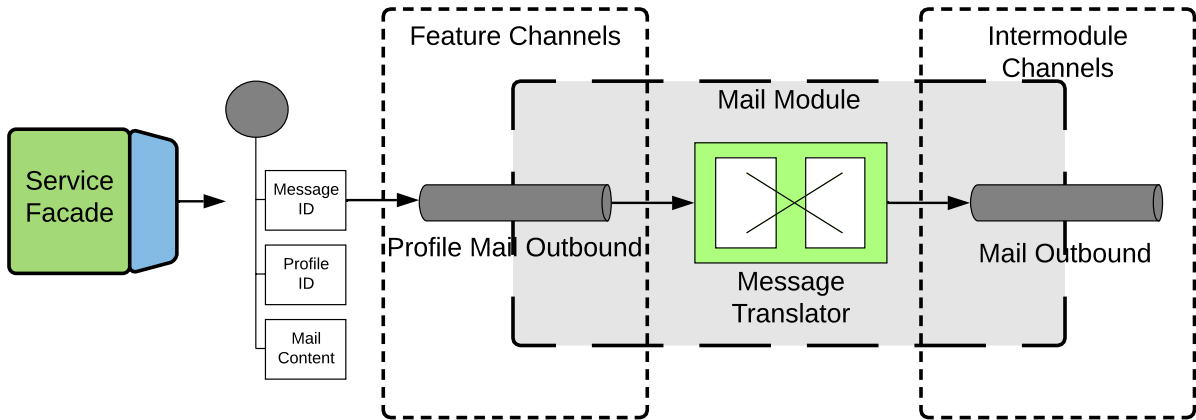 Feature Channels
Intermodule
Channels
Mail Module
Service
Facade
Message
ID
Profile
ID
Mail
Content
Profile Mail Outbound
Message
Translator
Mail Outbound